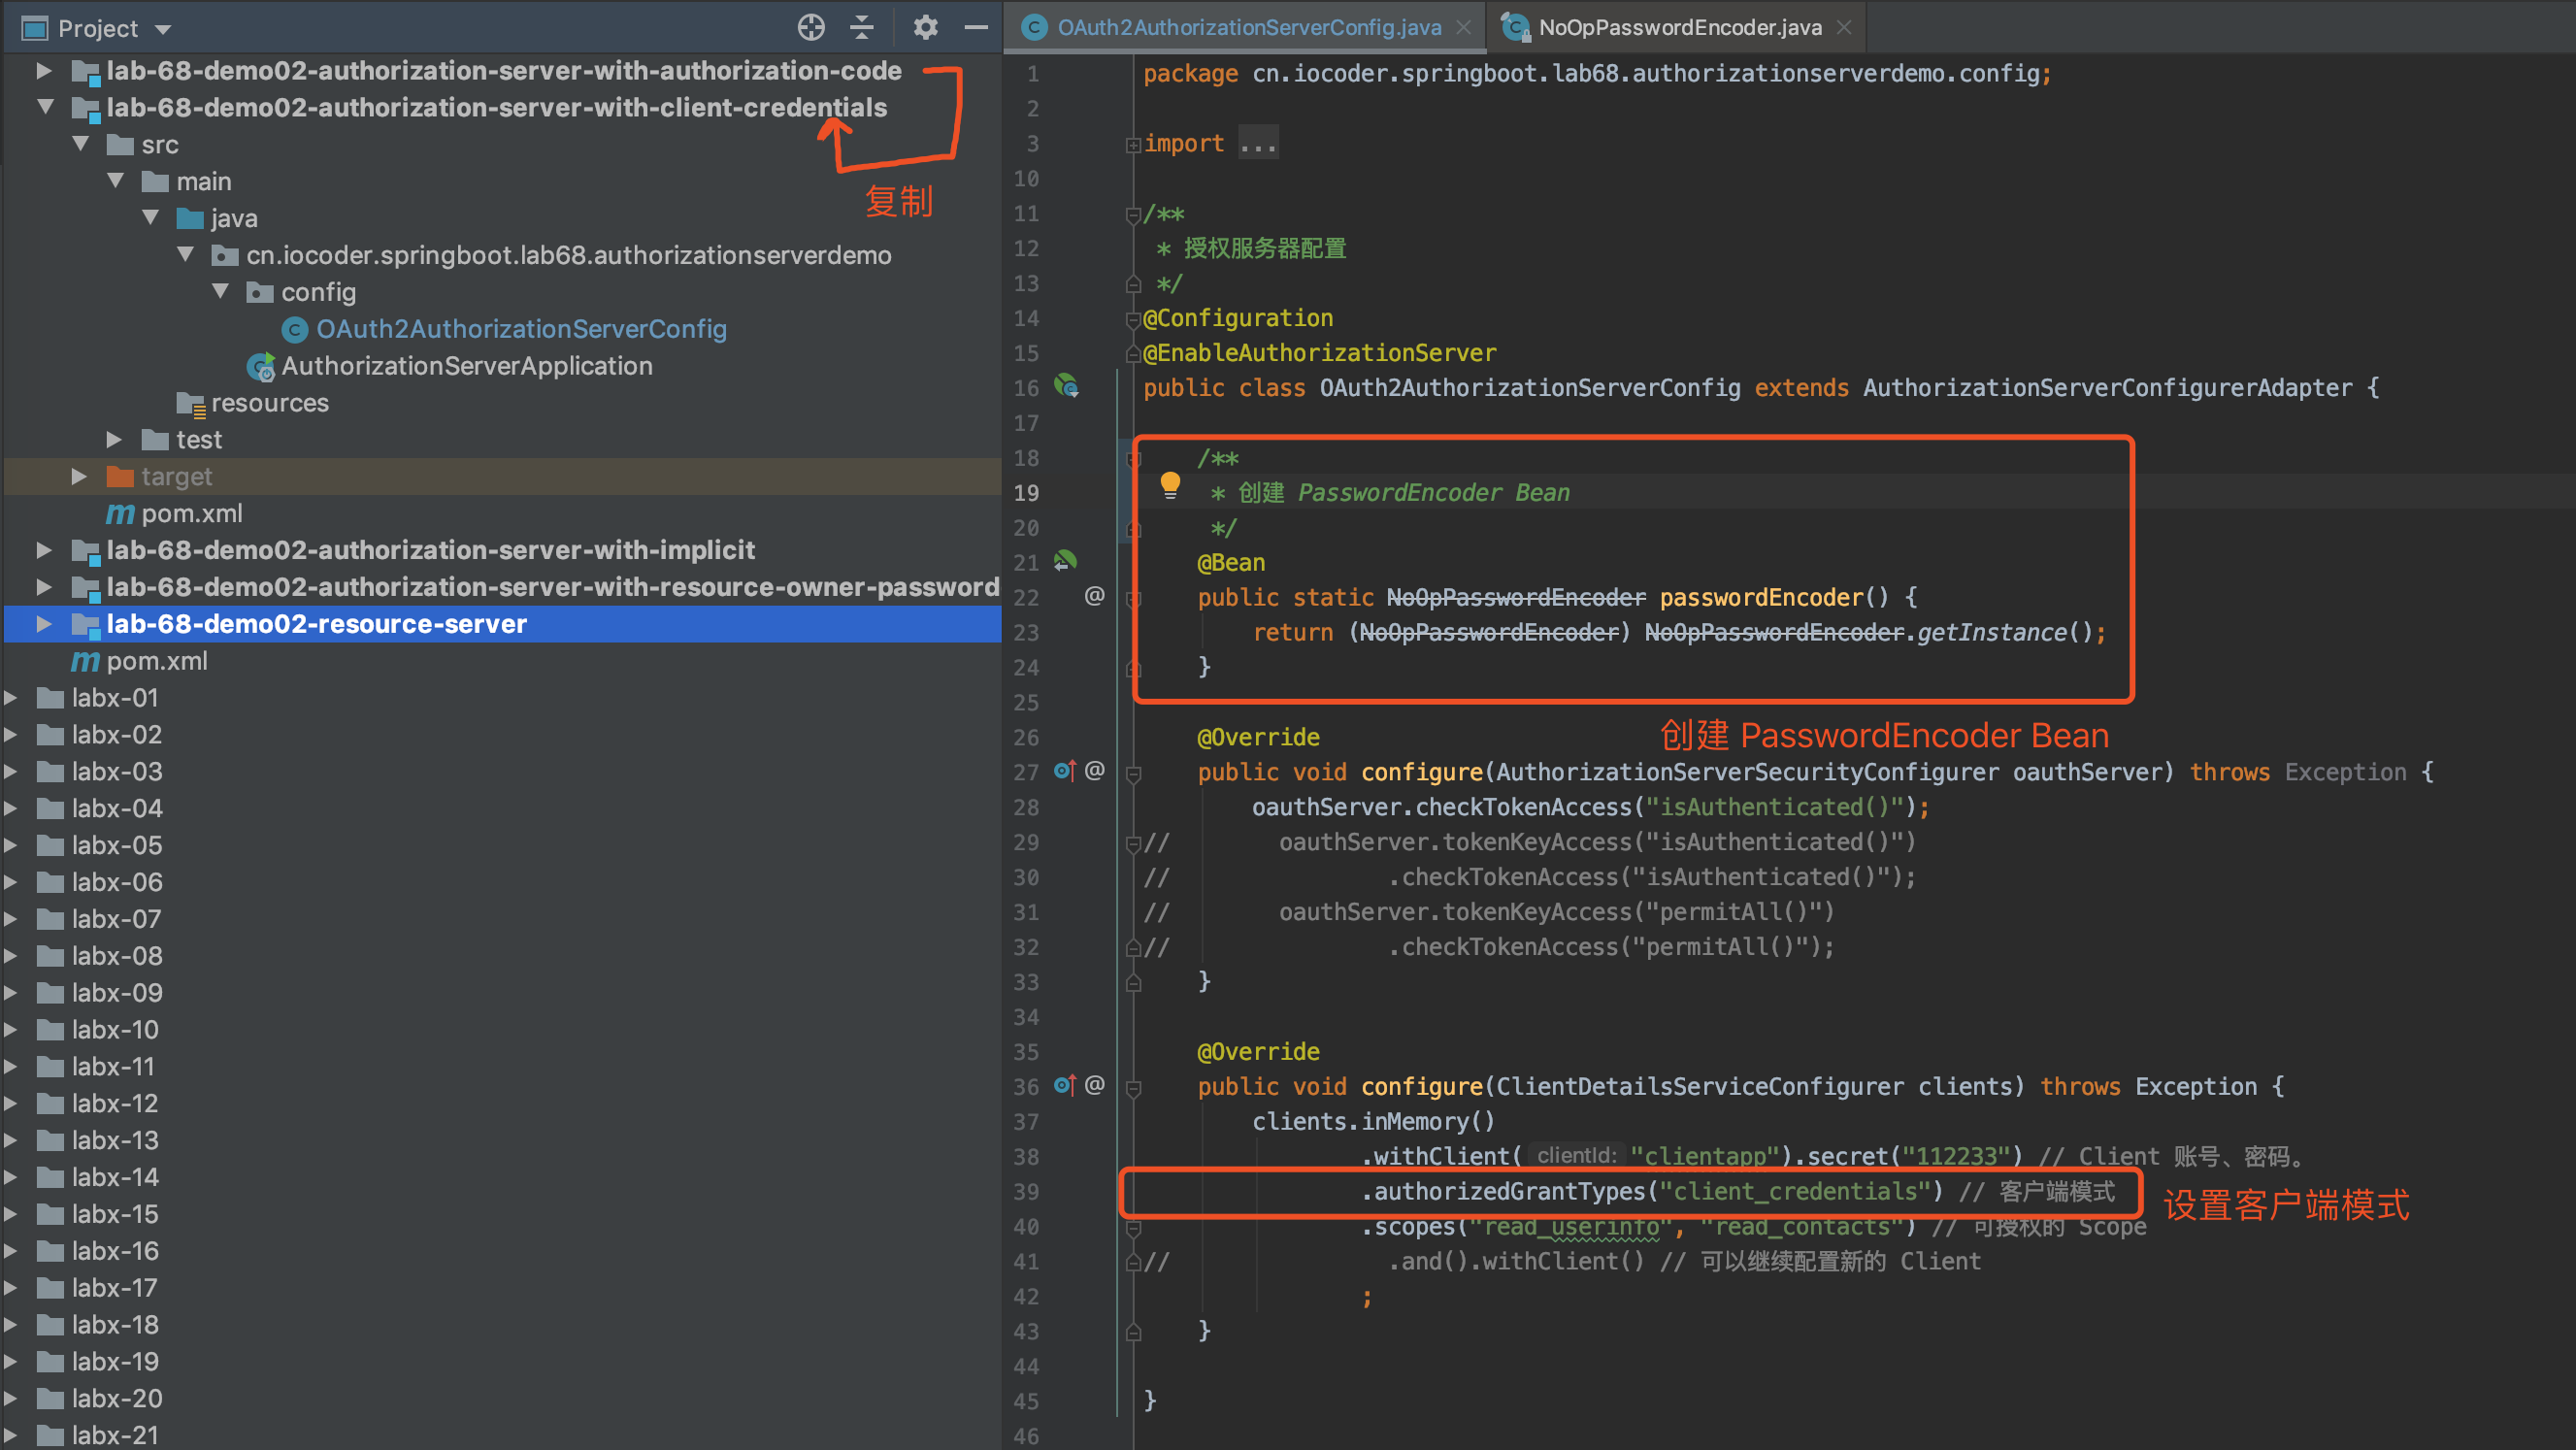 Project
lab-68-demo02-authorization-server-with-authorization-code
lab-68-demo02-authorization-server-with-client-credentials
src
main
复制
java
cn.iocoder.springboot.lab68.authorizationserverdemo
config
OAuth2AuthorizationServerConfig
AuthorizationServerApplication
resources
test
target
pom.xml
lab-68-demo02-authorization-server-with-implicit
lab-68-demo02-authorization-server-with-resource-owner-password
lab-68-demo02-resource-server
pom.xml
labx-01
labx-02
labx-03
labx-04
labx-05
labx-06
labx-07
labx-08
labx-09
labx-10
labx-11
labx-12
labx-13
labx-14
labx-15
labx-16
labx-17
labx-18
labx-19
labx-20
labx-21
OAuth2AuthorizationServerConfig.java
NoOpPasswordEncoder.java
1 package cn.iocoder.springboot.lab68.authorizationserverdemo.config;
2
3 import ...
10
11 /**
12 * 授权服务器配置
13 */
14 @Configuration
15 @EnableAuthorizationServer
16 public class OAuth2AuthorizationServerConfig extends AuthorizationServerConfigurerAdapter {
17
18 /**
19 * 创建 PasswordEncoder Bean
20 */
21 @Bean
22 @ public static NoOpPasswordEncoder passwordEncoder() {
23 return (NoOpPasswordEncoder) NoOpPasswordEncoder.getInstance();
24 }
25
创建 PasswordEncoder Bean
26 @Override
27 @ public void configure(AuthorizationServerSecurityConfigurer oauthServer) throws Exception {
28 oauthServer.checkTokenAccess("isAuthenticated()");
29 // oauthServer.tokenKeyAccess("isAuthenticated()")
30 // .checkTokenAccess("isAuthenticated()");
31 // oauthServer.tokenKeyAccess("permitAll()")
32 // .checkTokenAccess("permitAll()");
33 }
34
35 @Override
36 @ public void configure(ClientDetailsServiceConfigurer clients) throws Exception {
37 clients.inMemory()
38 .withClient( clientId: "clientapp").secret("112233") // Client 账号、密码。
39 .authorizedGrantTypes("client_credentials") // 客户端模式
设置客户端模式
40 .scopes("read_userinfo", "read_contacts") // 可授权的 Scope
41 // .and().withClient() // 可以继续配置新的 Client
42 ;
43 }
44
45 }
46